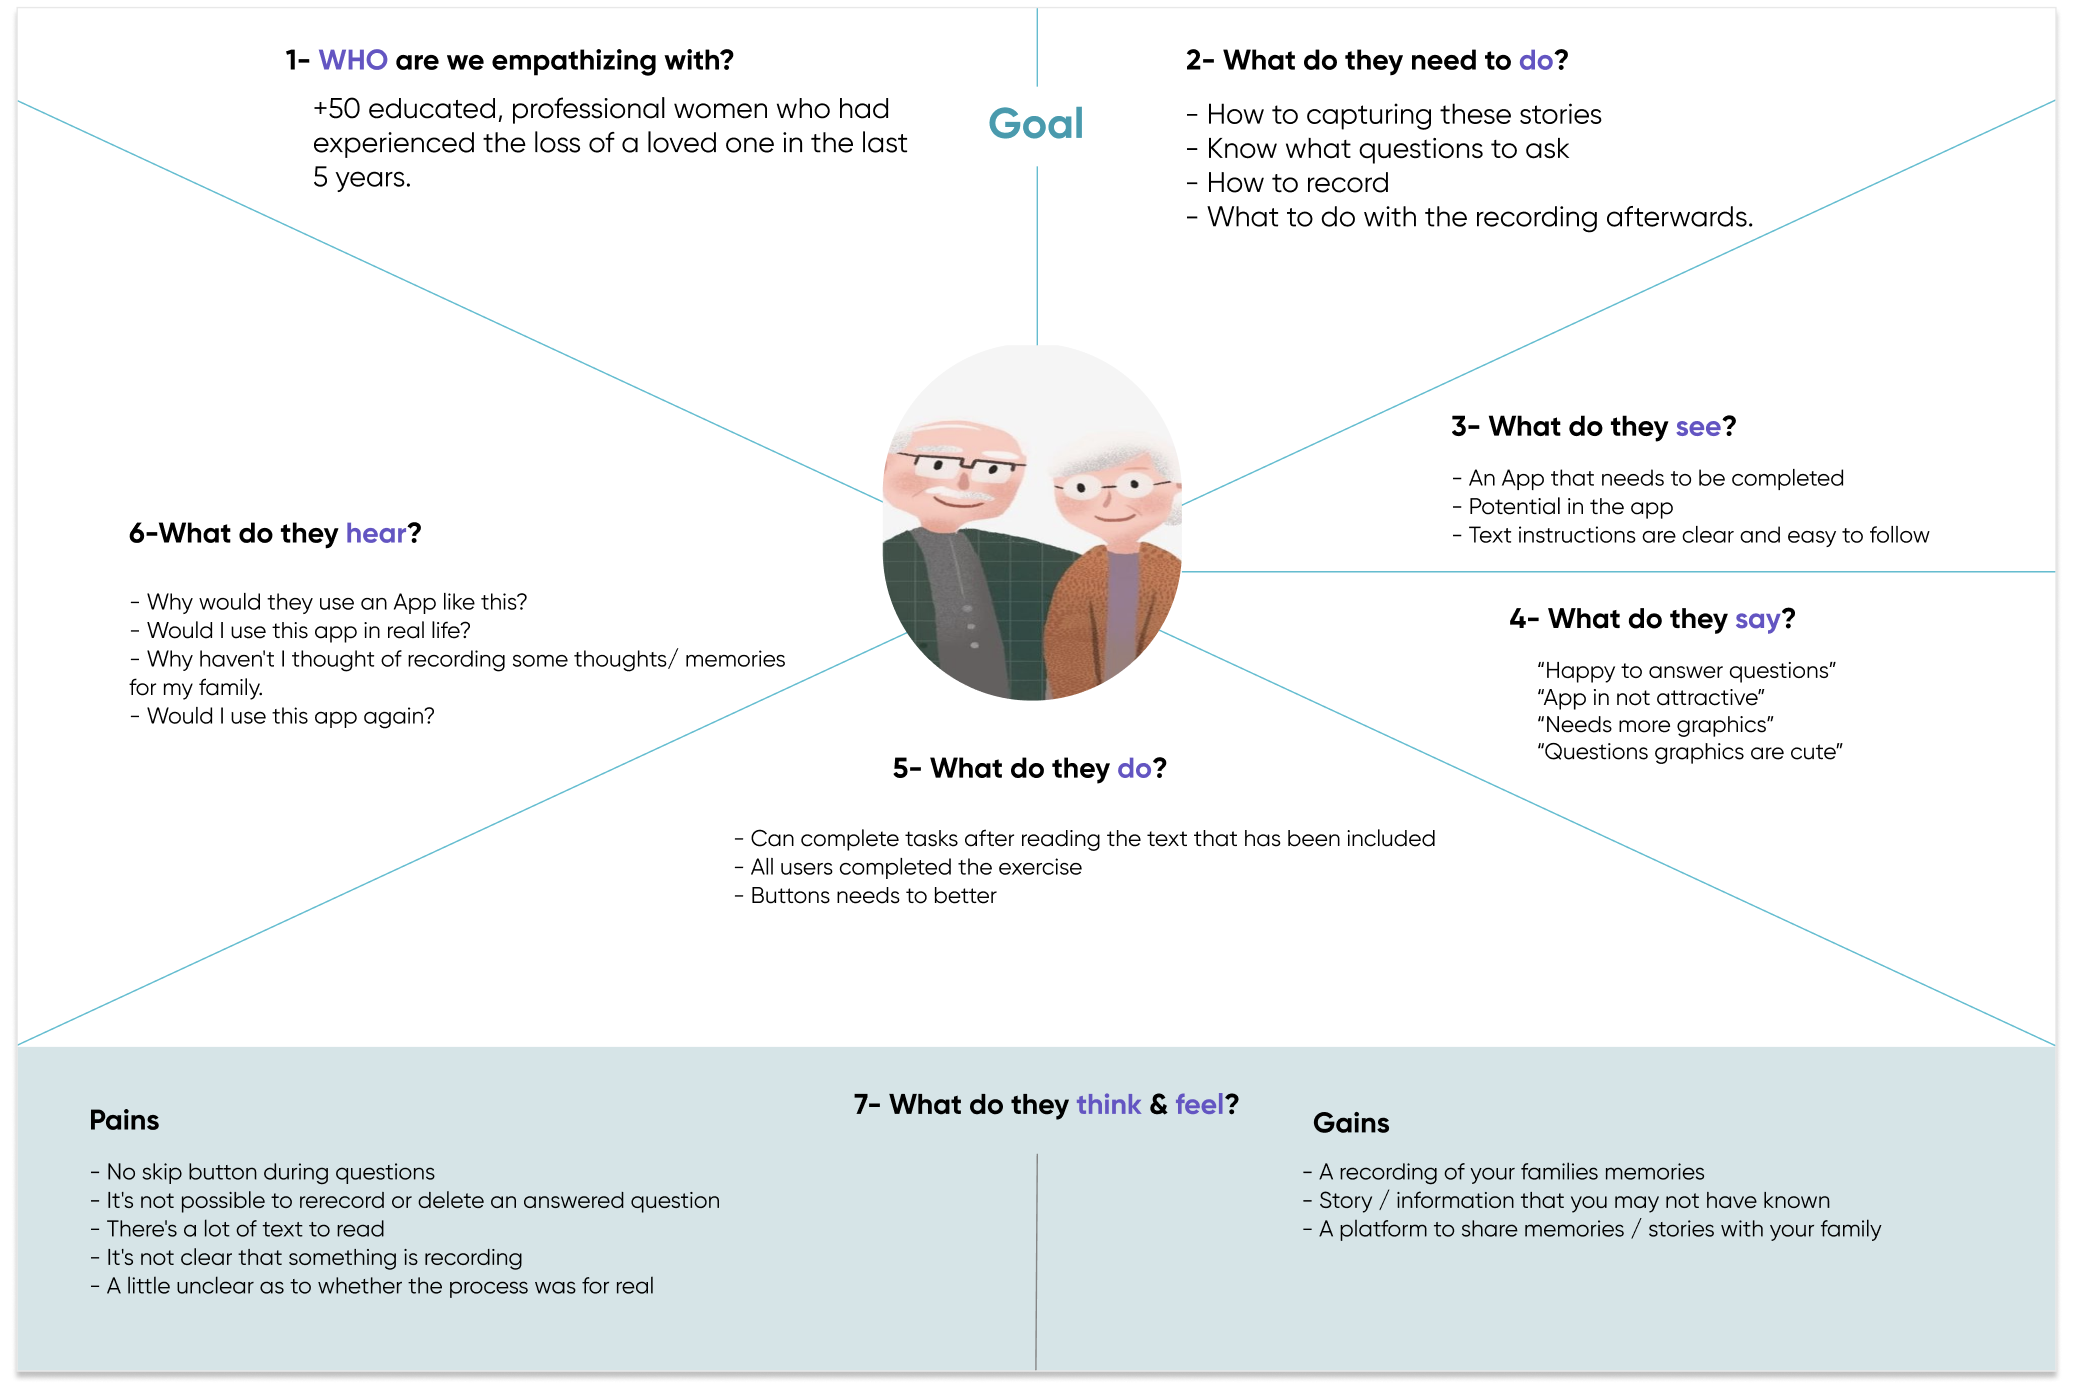 1- WHO are we empathizing with?
+50 educated, professional women who had
experienced the loss of a loved one in the last
5 years.
Goal
2- What do they need to do?
- How to capturing these stories
- Know what questions to ask
- How to record
- What to do with the recording afterwards.
3- What do they see?
- An App that needs to be completed
- Potential in the app
- Text instructions are clear and easy to follow
4- What do they say?
“Happy to answer questions”
“App in not attractive”
“Needs more graphics”
“Questions graphics are cute”
5- What do they do?
- Can complete tasks after reading the text that has been included
- All users completed the exercise
- Buttons needs to better
6-What do they hear?
- Why would they use an App like this?
- Would I use this app in real life?
- Why haven't I thought of recording some thoughts/ memories
for my family.
- Would I use this app again?
7- What do they think & feel?
Pains
- No skip button during questions
- It's not possible to rerecord or delete an answered question
- There's a lot of text to read
- It's not clear that something is recording
- A little unclear as to whether the process was for real
Gains
- A recording of your families memories
- Story / information that you may not have known
- A platform to share memories / stories with your family